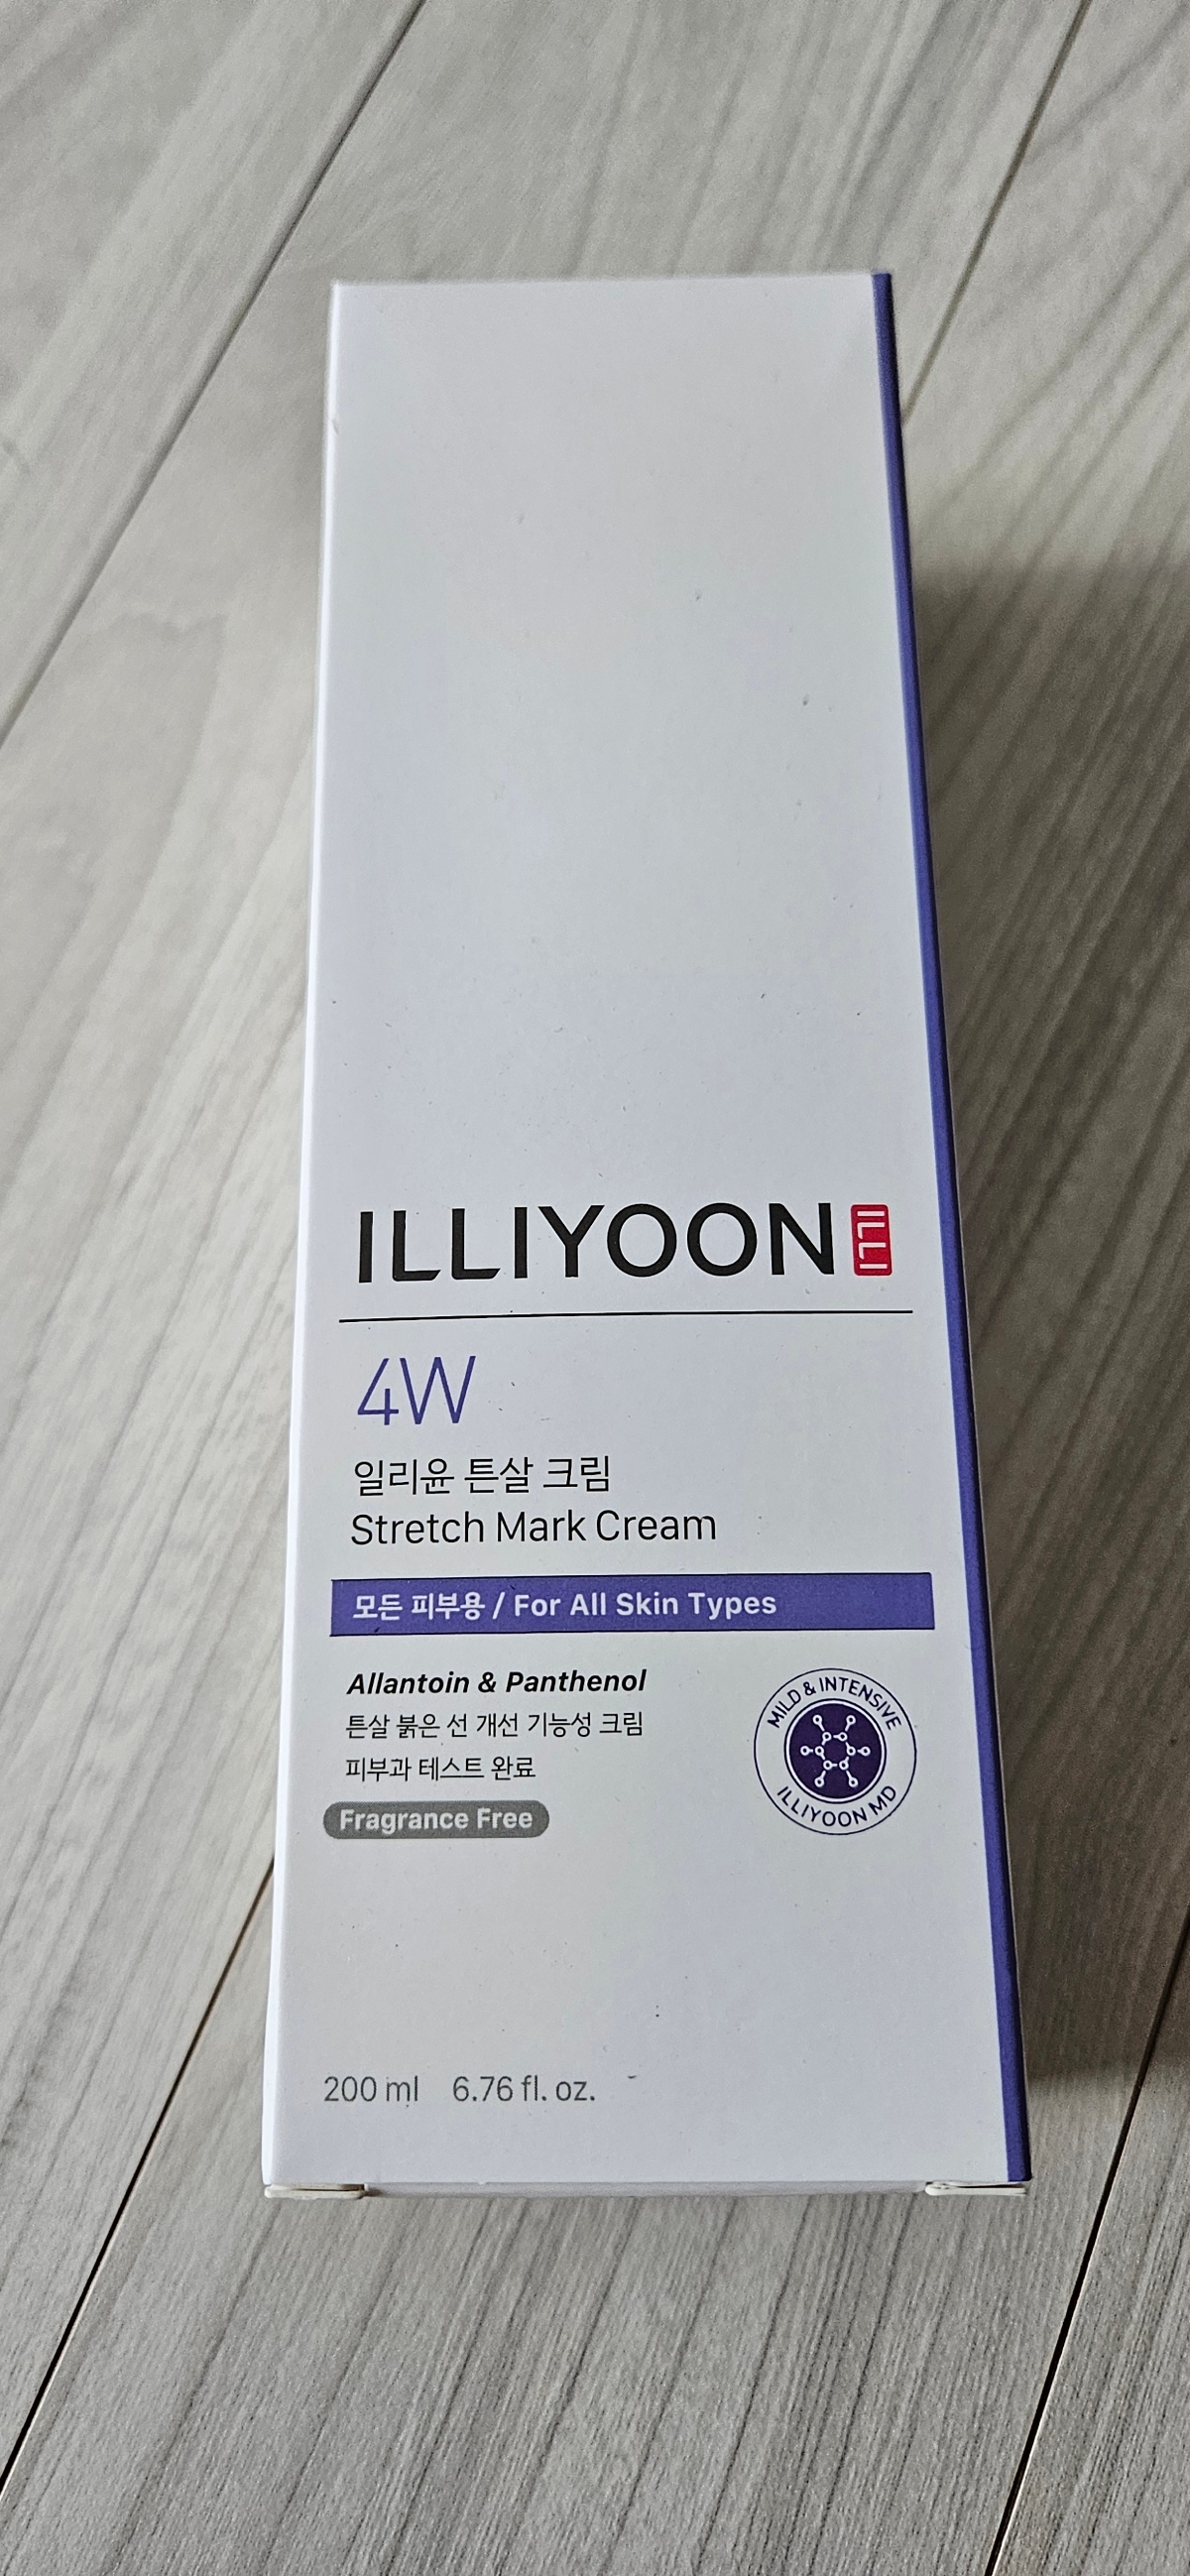 ILLIYOON ILLI
4W
일리윤 튼살 크림
Stretch Mark Cream
모든 피부용 / For All Skin Types
Allantoin & Panthenol
튼살 붉은 선 개선 기능성 크림
피부과 테스트 완료
Fragrance Free
MILD & INTENSIVE
ILLIYOON MD
200 ml 6.76 fl. oz.